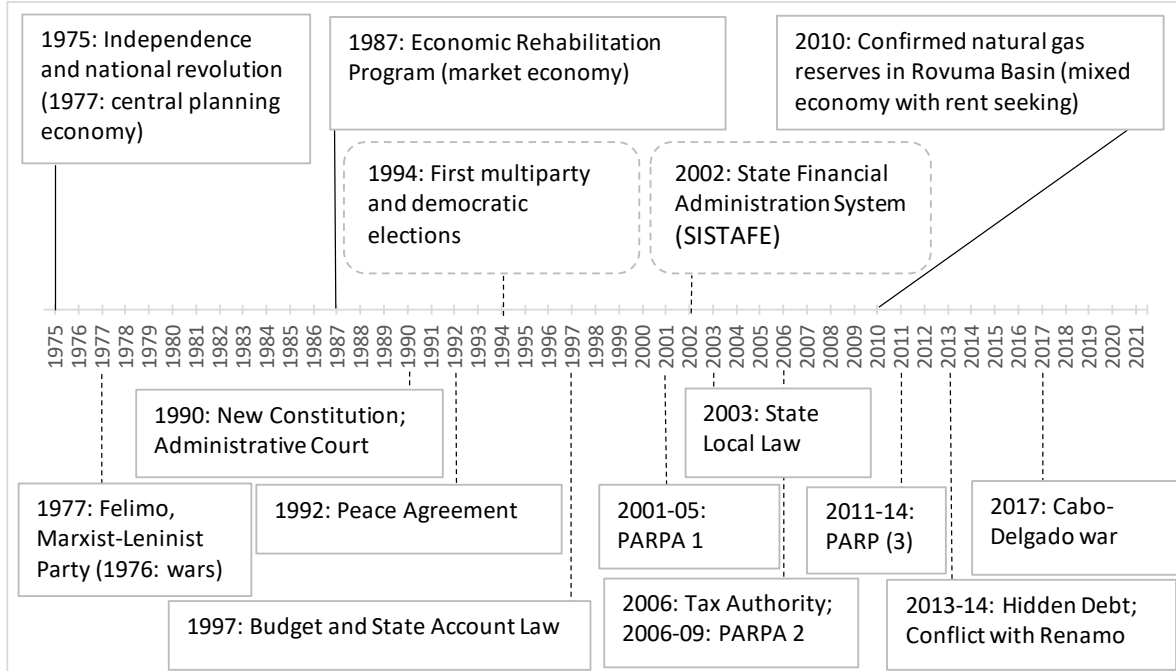 1975: Independence
and national revolution
(1977: central planning
economy)
1987: Economic Rehabilitation
Program (market economy)
2010: Confirmed natural gas
reserves in Rovuma Basin (mixed
economy with rent seeking)
1994: First multiparty
and democratic
elections
2002: State Financial
Administration System
(SISTAFE)
1975
1976
1977
1978
1979
1980
1981
1982
1983
1984
1985
1986
1987
1988
1989
1990
1991
1992
1993
1994
1995
1996
1997
1998
1999
2000
2001
2002
2003
2004
2005
2006
2007
2008
2009
2010
2011
2012
2013
2014
2015
2016
2017
2018
2019
2020
2021
1990: New Constitution;
Administrative Court
2003: State
Local Law
1977: Felimo,
Marxist-Leninist
Party (1976: wars)
1992: Peace Agreement
2001-05:
PARPA 1
2011-14:
PARP (3)
2017: Cabo-
Delgado war
1997: Budget and State Account Law
2006: Tax Authority;
2006-09: PARPA 2
2013-14: Hidden Debt;
Conflict with Renamo